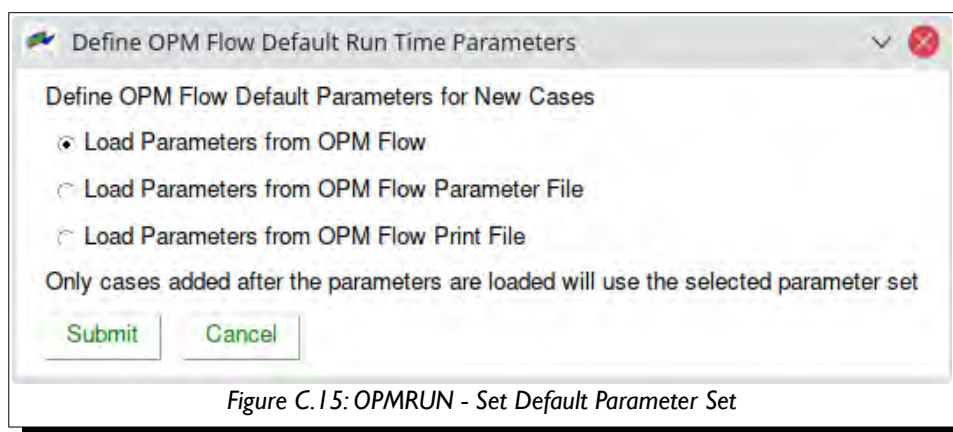 Define OPM Flow Default Run Time Parameters
Define OPM Flow Default Parameters for New Cases
Load Parameters from OPM Flow
Load Parameters from OPM Flow Parameter File
Load Parameters from OPM Flow Print File
Only cases added after the parameters are loaded will use the selected parameter set
Submit Cancel
Figure C.15: OPMRUN - Set Default Parameter Set